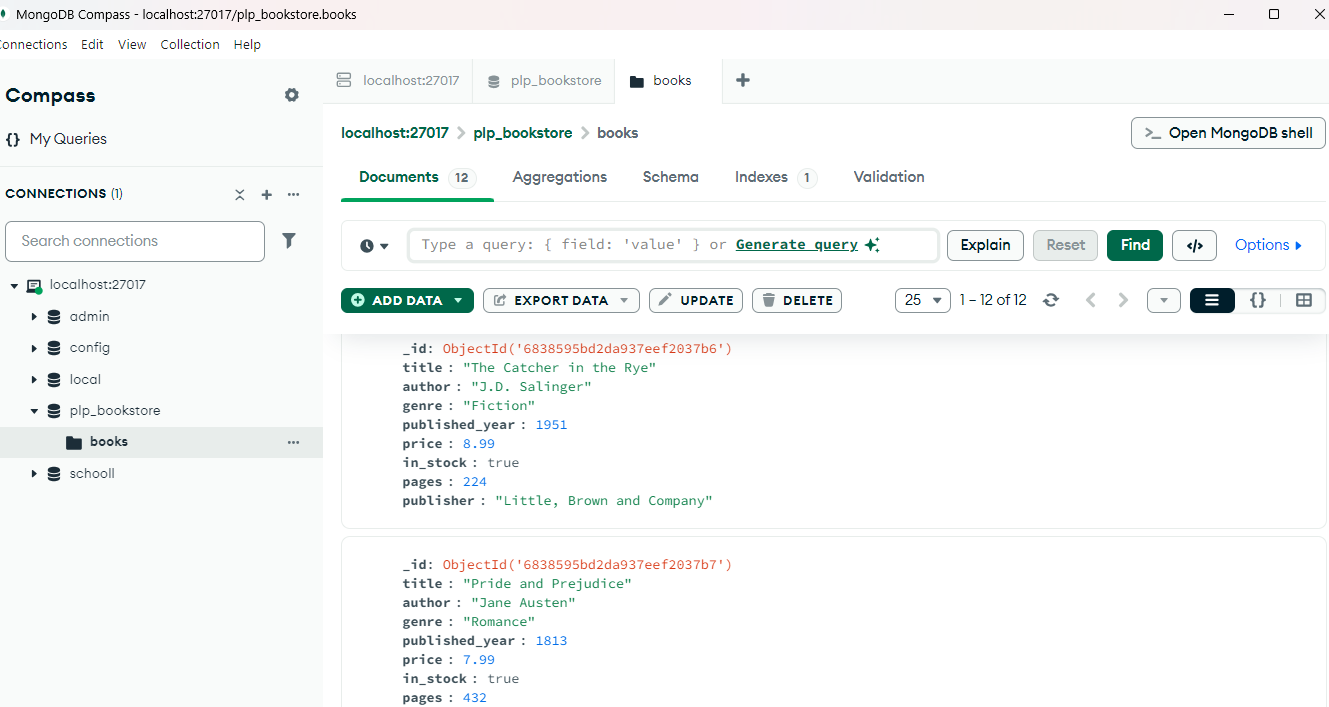 MongoDB Compass - localhost:27017/plp_bookstore.books
onnections Edit View Collection Help
Compass
{} My Queries
CONNECTIONS (1)
Search connections
localhost:27017
admin
config
local
plp_bookstore
books
schooll
localhost:27017 plp_bookstore books
localhost:27017 > plp_bookstore > books
>_ Open MongoDB shell
Documents 12 Aggregations Schema Indexes 1 Validation
Type a query: { field: 'value' } or Generate query
Explain Reset Find </> Options
ADD DATA EXPORT DATA UPDATE DELETE
25 1 – 12 of 12 {}
_id: ObjectId('6838595bd2da937eef2037b6')
title : "The Catcher in the Rye"
author : "J.D. Salinger"
genre : "Fiction"
published_year : 1951
price : 8.99
in_stock : true
pages : 224
publisher : "Little, Brown and Company"
_id: ObjectId('6838595bd2da937eef2037b7')
title : "Pride and Prejudice"
author : "Jane Austen"
genre : "Romance"
published_year : 1813
price : 7.99
in_stock : true
pages : 432